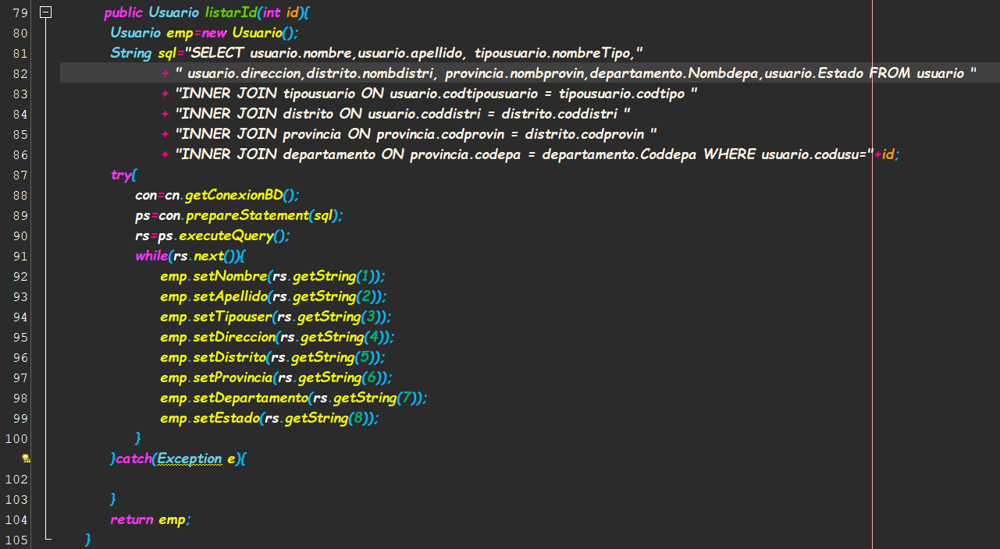 79 public Usuario listarId(int id){
80 Usuario emp=new Usuario();
81 String sql="SELECT usuario.nombre,usuario.apellido, tipousuario.nombreTipo,"
82 + " usuario.direccion,distrito.nombdistri, provincia.nombprovin,departamento.Nombdepa,usuario.Estado FROM usuario "
83 + "INNER JOIN tipousuario ON usuario.codtipousuario = tipousuario.codtipo "
84 + "INNER JOIN distrito ON usuario.coddistri = distrito.coddistri "
85 + "INNER JOIN provincia ON provincia.codprovin = distrito.codprovin "
86 + "INNER JOIN departamento ON provincia.codepa = departamento.Coddepa WHERE usuario.codusu="+id;
87 try{
88 con=cn.getConexionBD();
89 ps=con.prepareStatement(sql);
90 rs=ps.executeQuery();
91 while(rs.next()){
92 emp.setNombre(rs.getString(1));
93 emp.setApellido(rs.getString(2));
94 emp.setTipouser(rs.getString(3));
95 emp.setDireccion(rs.getString(4));
96 emp.setDistrito(rs.getString(5));
97 emp.setProvincia(rs.getString(6));
98 emp.setDepartamento(rs.getString(7));
99 emp.setEstado(rs.getString(8));
100 }
}catch(Exception e){
102
103 }
104 return emp;
105 }